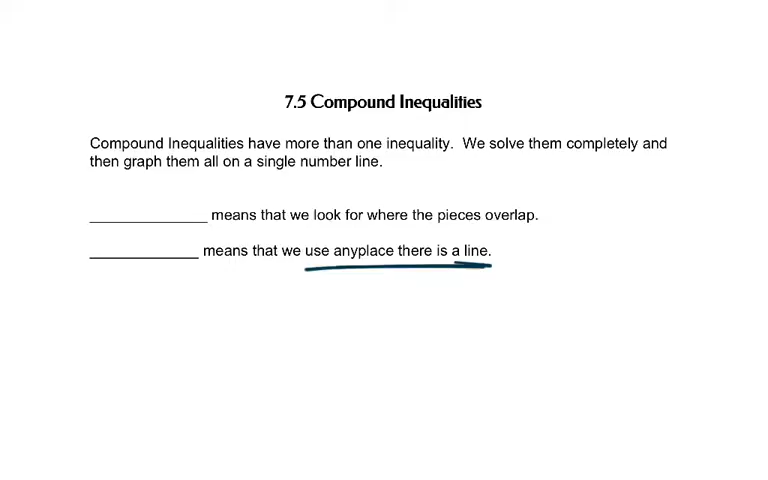 7.5 Compound Inequalities
Compound Inequalities have more than one inequality. We solve them completely and
then graph them all on a single number line.
______________ means that we look for where the pieces overlap.
_____________ means that we use anyplace there is a line.